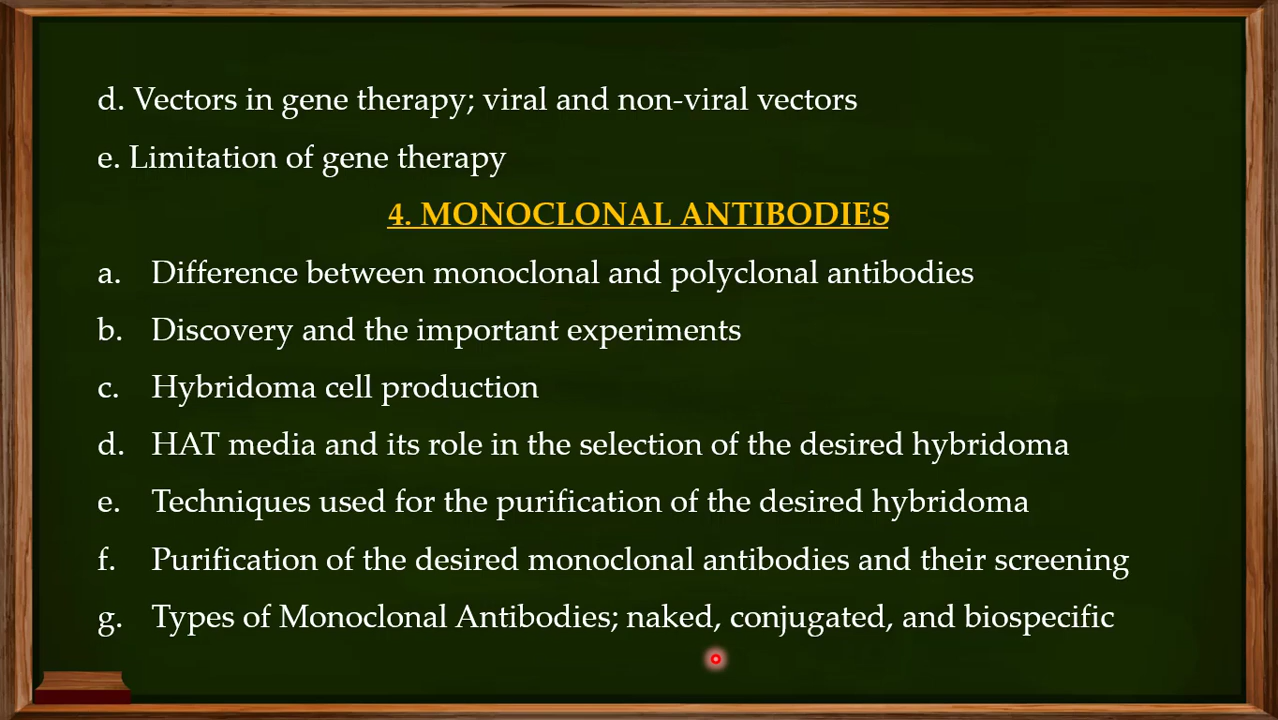 d. Vectors in gene therapy; viral and non-viral vectors
e. Limitation of gene therapy
4. MONOCLONAL ANTIBODIES
a. Difference between monoclonal and polyclonal antibodies
b. Discovery and the important experiments
c. Hybridoma cell production
d. HAT media and its role in the selection of the desired hybridoma
e. Techniques used for the purification of the desired hybridoma
f. Purification of the desired monoclonal antibodies and their screening
g. Types of Monoclonal Antibodies; naked, conjugated, and biospecific